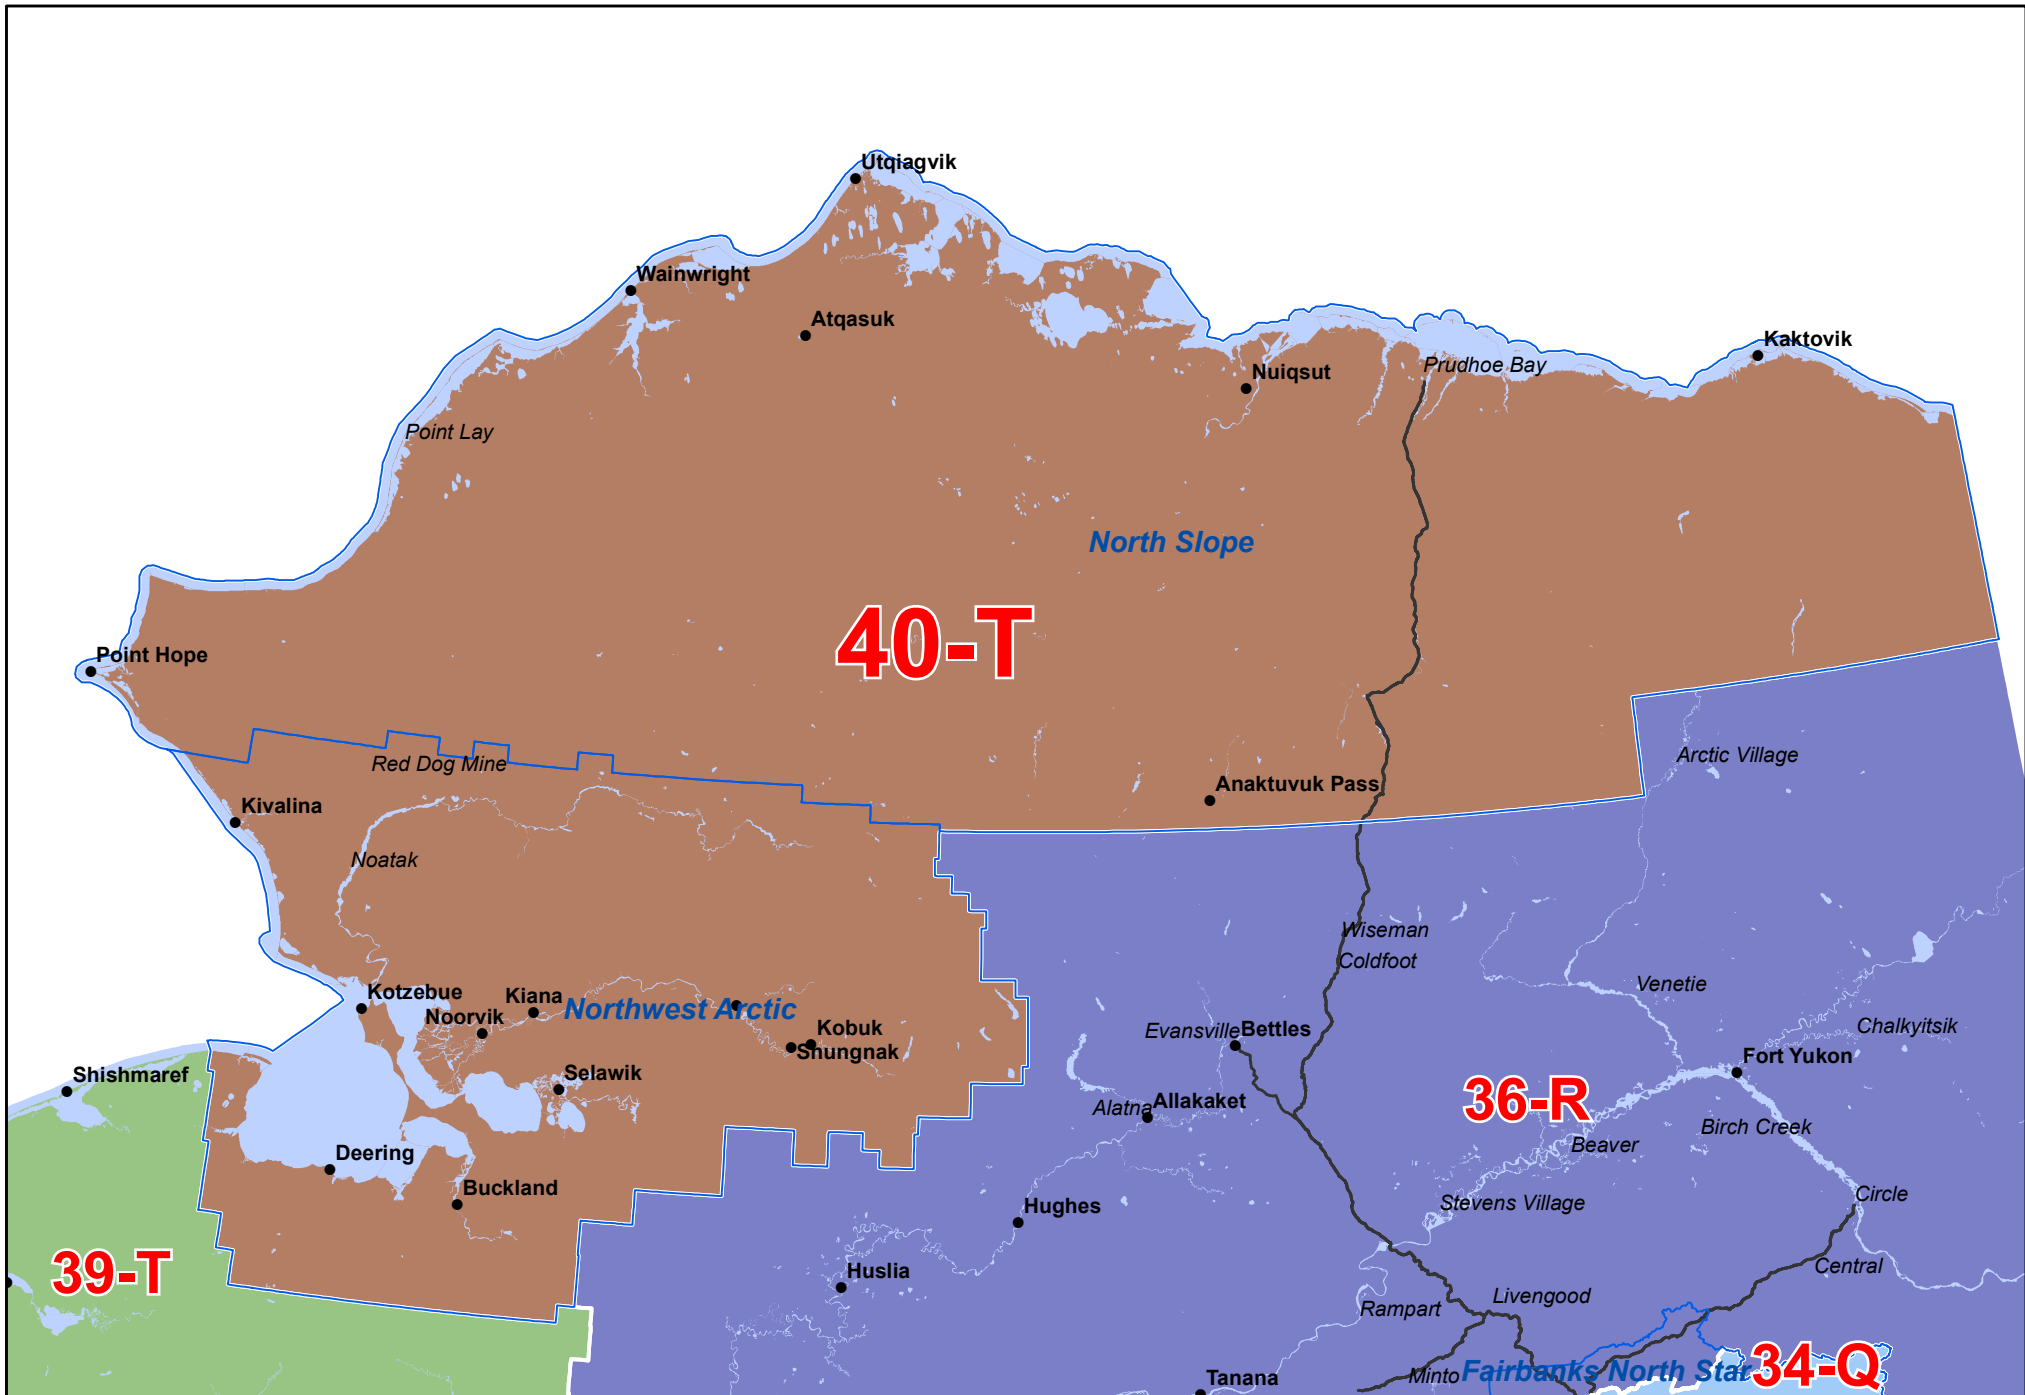 Utqiagvik
Wainwright
Atqasuk
Kaktovik
Prudhoe Bay
Nuiqsut
Point Lay
North Slope
40-T
Point Hope
Arctic Village
Red Dog Mine
Anaktuvuk Pass
Kivalina
Noatak
Wiseman
Coldfoot
Venetie
Kotzebue
Kiana
Northwest Arctic
Noorvik
Kobuk
Shungnak
Evansville
Bettles
Chalkyitsik
Fort Yukon
Shishmaref
Selawik
36-R
Alatna
Allakaket
Birch Creek
Beaver
Deering
Buckland
Circle
Stevens Village
Hughes
39-T
Huslia
Central
Livengood
Rampart
Tanana
Minto
Fairbanks North Star
34-Q